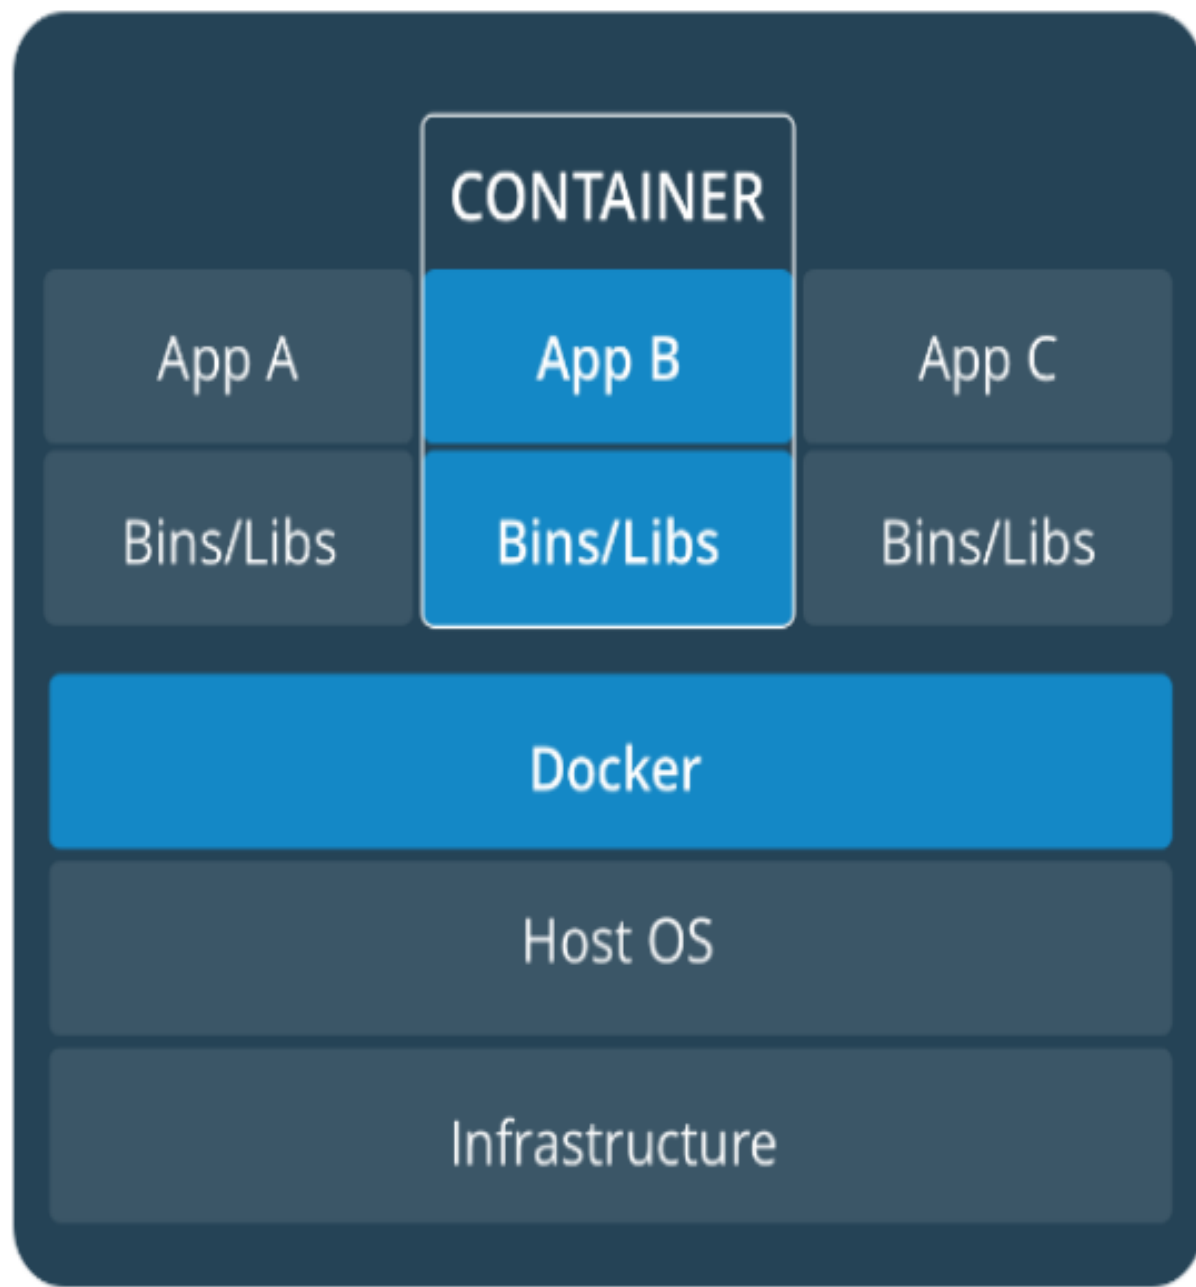 CONTAINER
App A
App B
App C
Bins/Libs
Bins/Libs
Bins/Libs
Docker
Host OS
Infrastructure